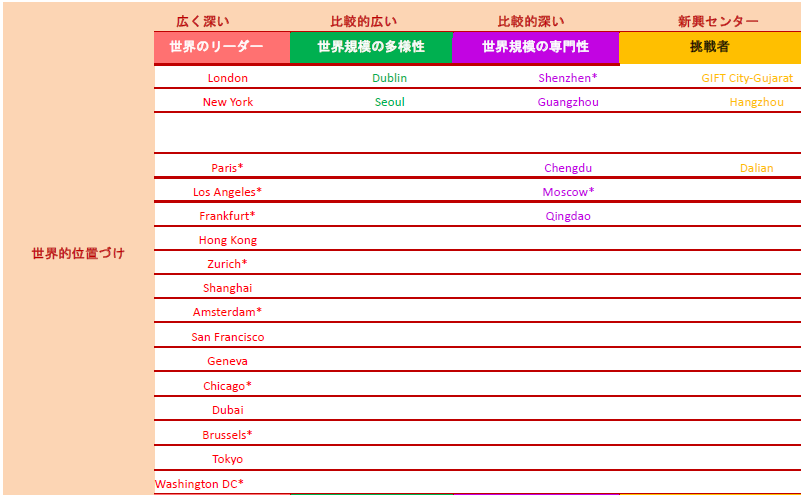 広く深い 比較的広い 比較的深い 新興センター
世界のリーダー 世界規模の多様性 世界規模の専門性 挑戦者
London Dublin Shenzhen* GIFT City-Gujarat
New York Seoul Guangzhou Hangzhou
Paris* Chengdu Dalian
Los Angeles* Moscow*
Frankfurt* Qingdao
Hong Kong
世界的位置づけ
Zurich*
Shanghai
Amsterdam*
San Francisco
Geneva
Chicago*
Dubai
Brussels*
Tokyo
Washington DC*